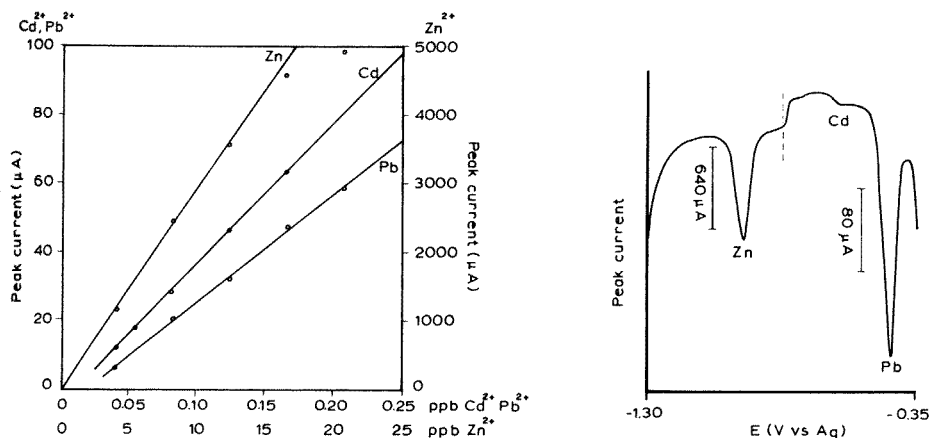 Cd2+, Pb2+
Zn2+
100
80
60
40
20
0
Peak current (μA)
5000
4000
3000
2000
1000
0
Peak current (μA)
Zn
Cd
Pb
0 0.05 0.10 0.15 0.20 0.25 ppb Cd2+ Pb2+
0 5 10 15 20 25 ppb Zn2+
Peak current
640 μA
Zn
Cd
80 μA
Pb
-1.30 -0.35
E (V vs Ag)